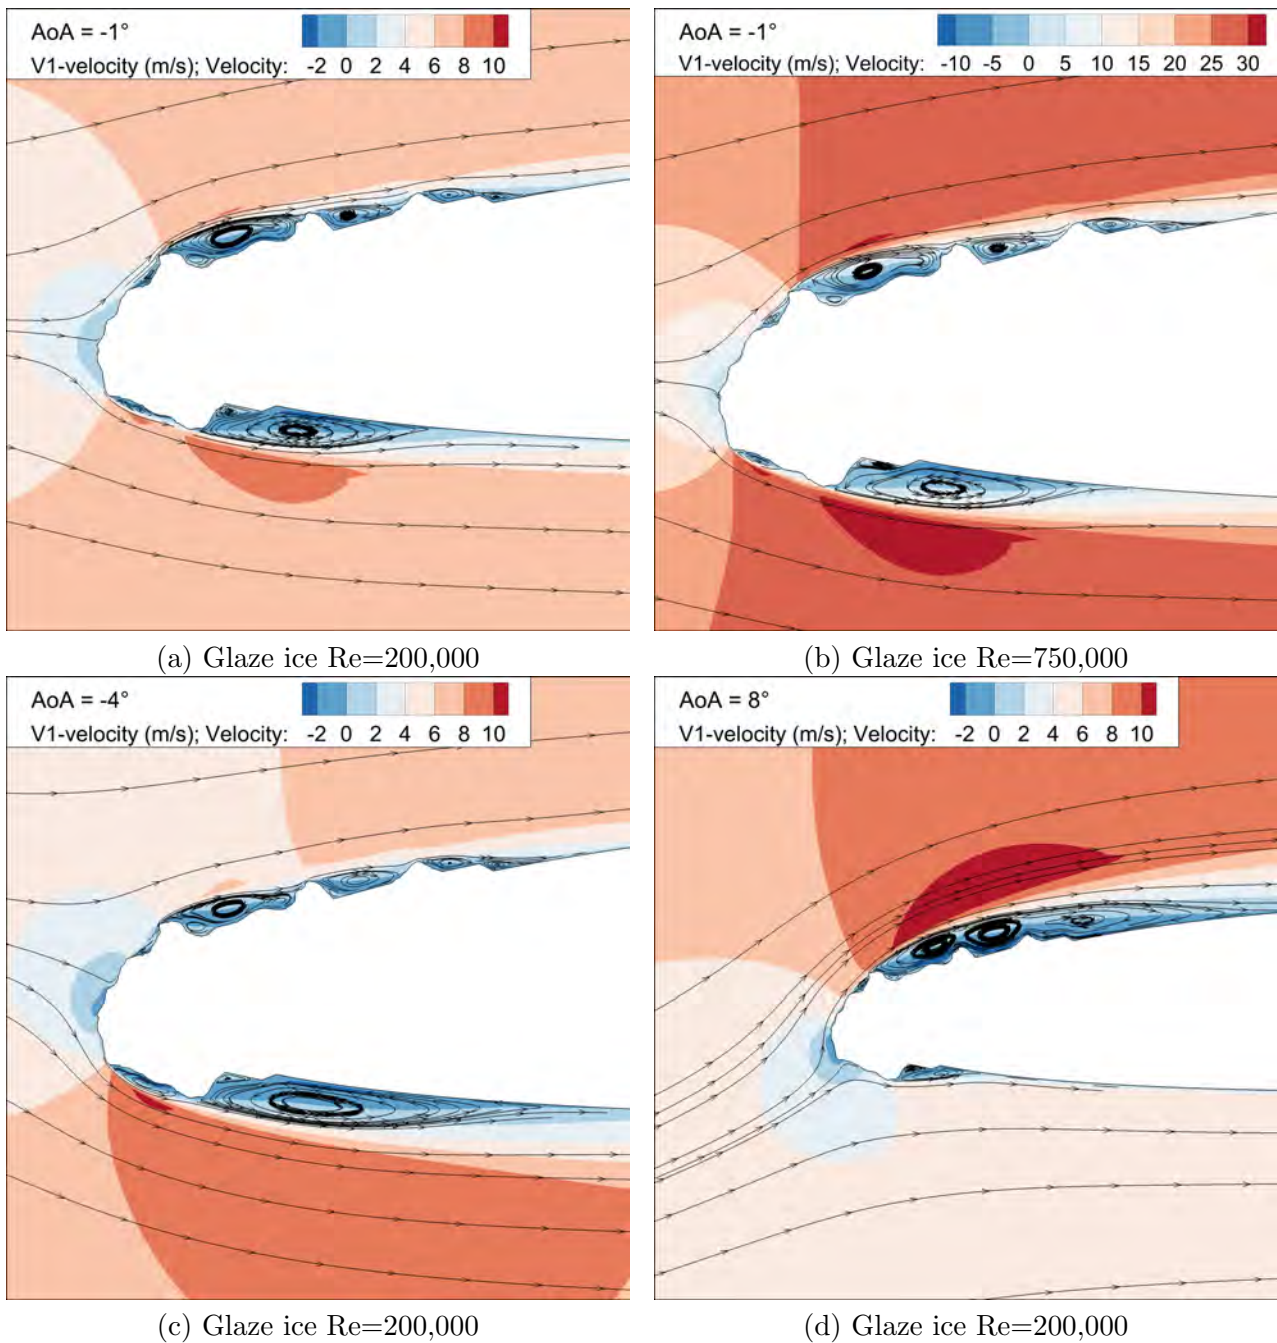 AoA = -1°
V1-velocity (m/s); Velocity: -2 0 2 4 6 8 10
AoA = -1°
V1-velocity (m/s); Velocity: -10 -5 0 5 10 15 20 25 30
(a) Glaze ice Re=200,000
(b) Glaze ice Re=750,000
AoA = -4°
V1-velocity (m/s); Velocity: -2 0 2 4 6 8 10
AoA = 8°
V1-velocity (m/s); Velocity: -2 0 2 4 6 8 10
(c) Glaze ice Re=200,000
(d) Glaze ice Re=200,000